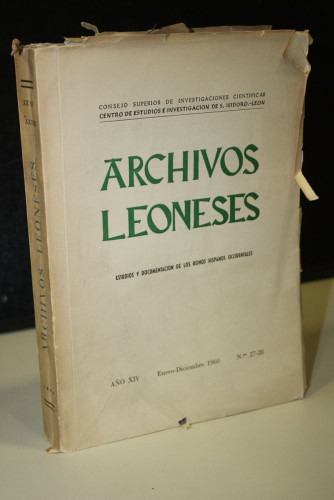 CONSEJO SUPERIOR DE INVESTIGACIONES CIENTIFICAS
CENTRO DE ESTUDIOS E INVESTIGACION DE S. ISIDORO.-LEON
ARCHIVOS
LEONESES
ESTUDIOS Y DOCUMENTACION DE LOS REINOS HISPANOS OCCIDENTALES
AÑO XIV Enero-Diciembre 1960 N.os 27-28
ARCHIVOS LEONESES